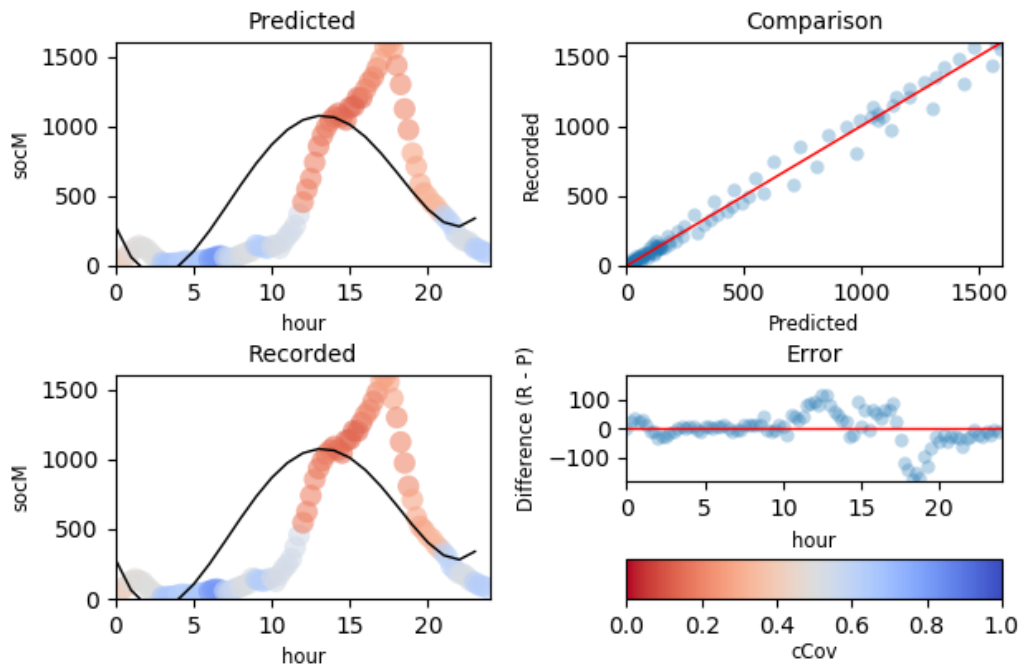 Predicted
socM
1500
1000
500
0
0 5 10 15 20
hour
Comparison
Recorded
1500
1000
500
0
0 500 1000 1500
Predicted
Recorded
socM
1500
1000
500
0
0 5 10 15 20
hour
Error
Difference (R - P)
100
0
−100
0 5 10 15 20
hour
0.0 0.2 0.4 0.6 0.8 1.0
cCov